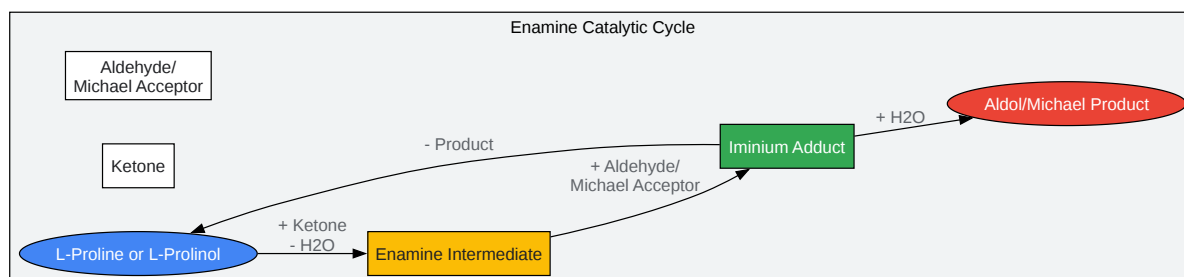 Enamine Catalytic Cycle
Aldehyde/
Michael Acceptor
Aldol/Michael Product
+ H2O
- Product
Iminium Adduct
Ketone
+ Aldehyde/
Michael Acceptor
+ Ketone
- H2O
L-Proline or L-Prolinol
Enamine Intermediate